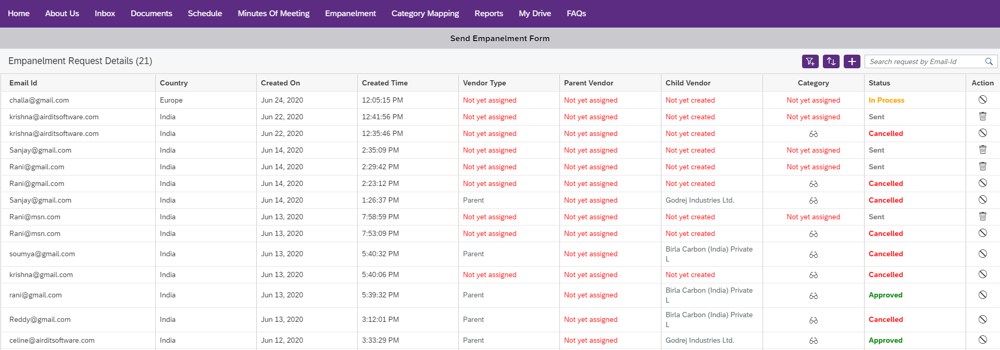 Home About Us Inbox Documents Schedule Minutes Of Meeting Empanelment Category Mapping Reports My Drive FAQs
Send Empanelment Form
Empanelment Request Details (21) Search request by Email-Id
Email Id Country Created On Created Time Vendor Type Parent Vendor Child Vendor Category Status Action
challa@gmail.com Europe Jun 24, 2020 12:05:15 PM Not yet assigned Not yet assigned Not yet created Not yet assigned In Process
krishna@airditsoftware.com India Jun 22, 2020 12:41:56 PM Not yet assigned Not yet assigned Not yet created Not yet assigned Sent
krishna@airditsoftware.com India Jun 22, 2020 12:35:46 PM Not yet assigned Not yet assigned Not yet created Cancelled
Sanjay@gmail.com India Jun 14, 2020 2:35:09 PM Not yet assigned Not yet assigned Not yet created Not yet assigned Sent
Rani@gmail.com India Jun 14, 2020 2:29:42 PM Not yet assigned Not yet assigned Not yet created Not yet assigned Sent
Rani@gmail.com India Jun 14, 2020 2:23:12 PM Not yet assigned Not yet assigned Not yet created Cancelled
Sanjay@gmail.com India Jun 14, 2020 1:26:37 PM Parent Not yet assigned Godrej Industries Ltd. Cancelled
Rani@msn.com India Jun 13, 2020 7:58:59 PM Not yet assigned Not yet assigned Not yet created Not yet assigned Sent
Rani@msn.com India Jun 13, 2020 7:53:09 PM Not yet assigned Not yet assigned Not yet created Cancelled
soumya@gmail.com India Jun 13, 2020 5:40:32 PM Parent Not yet assigned Birla Carbon (India) Private L Cancelled
krishna@gmail.com India Jun 13, 2020 5:40:06 PM Not yet assigned Not yet assigned Not yet created Cancelled
rani@gmail.com India Jun 13, 2020 5:39:32 PM Parent Not yet assigned Birla Carbon (India) Private L Approved
Reddy@gmail.com India Jun 13, 2020 3:12:01 PM Parent Not yet assigned Birla Carbon (India) Private L Cancelled
celine@airditsoftware.com India Jun 12, 2020 3:33:29 PM Parent Not yet assigned Godrej Industries Ltd. Approved